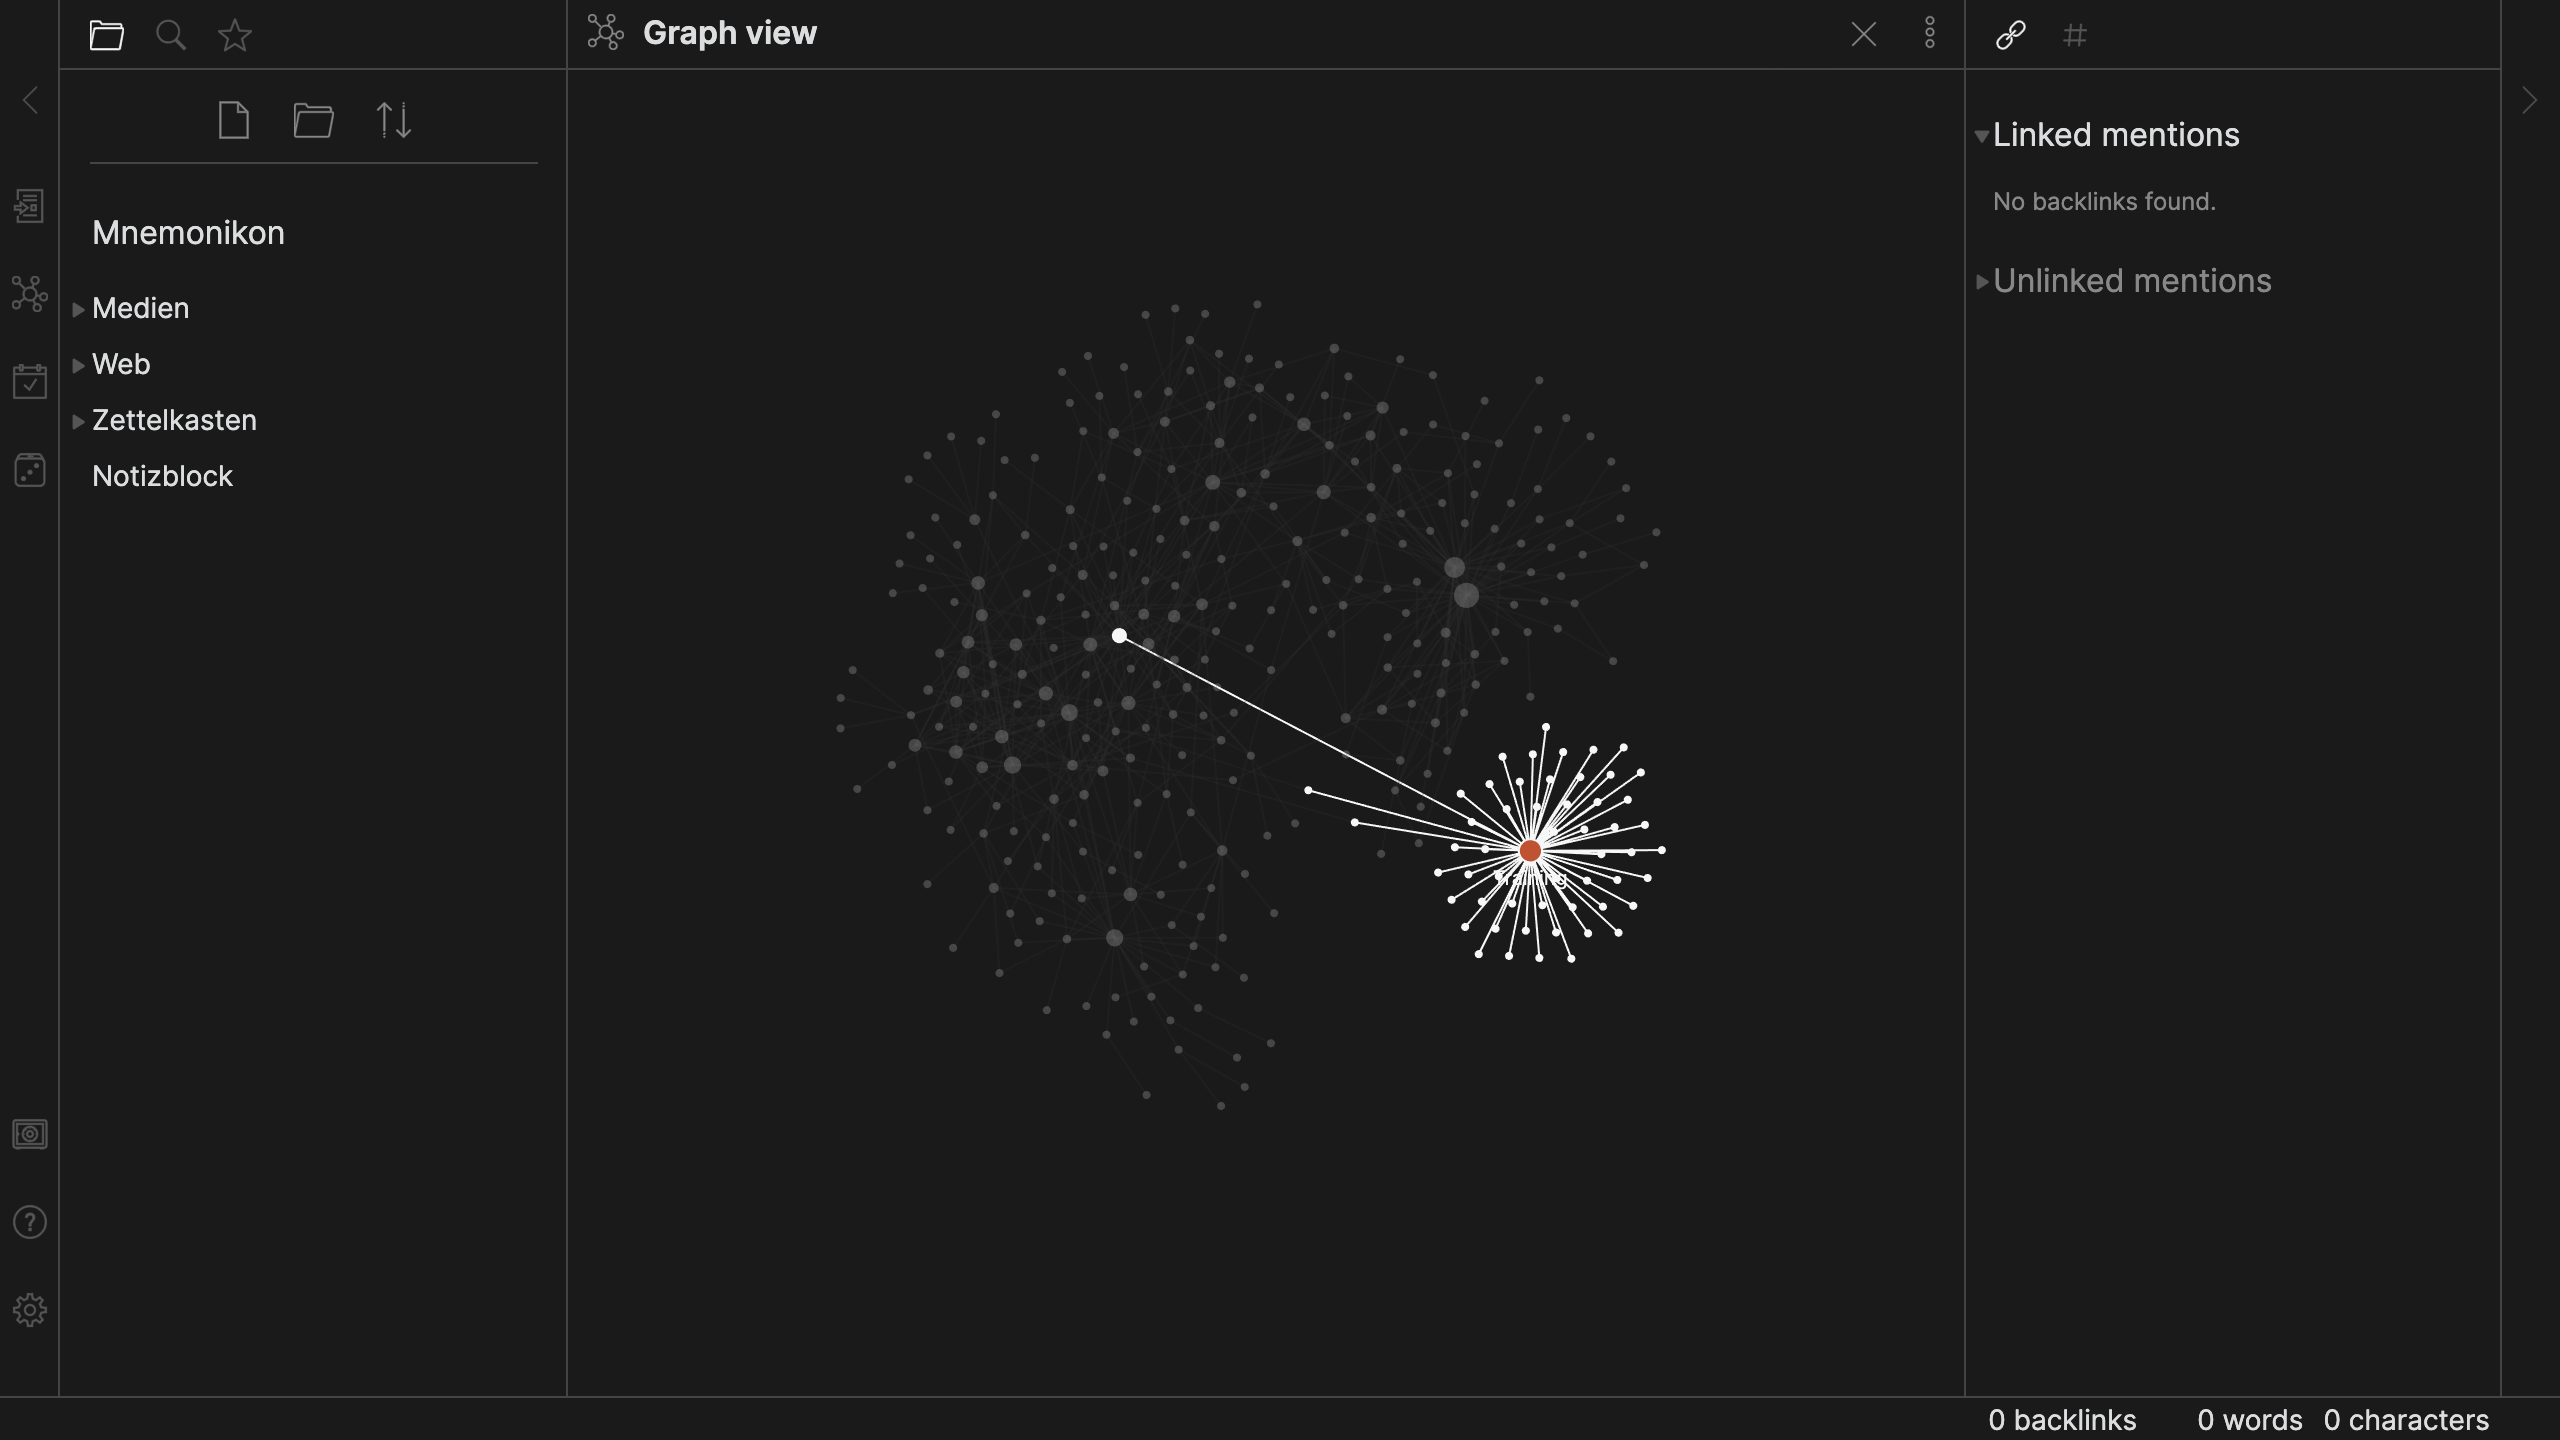 Graph view
Mnemonikon
Medien
Web
Zettelkasten
Notizblock
Training
Linked mentions
No backlinks found.
Unlinked mentions
0 backlinks 0 words 0 characters